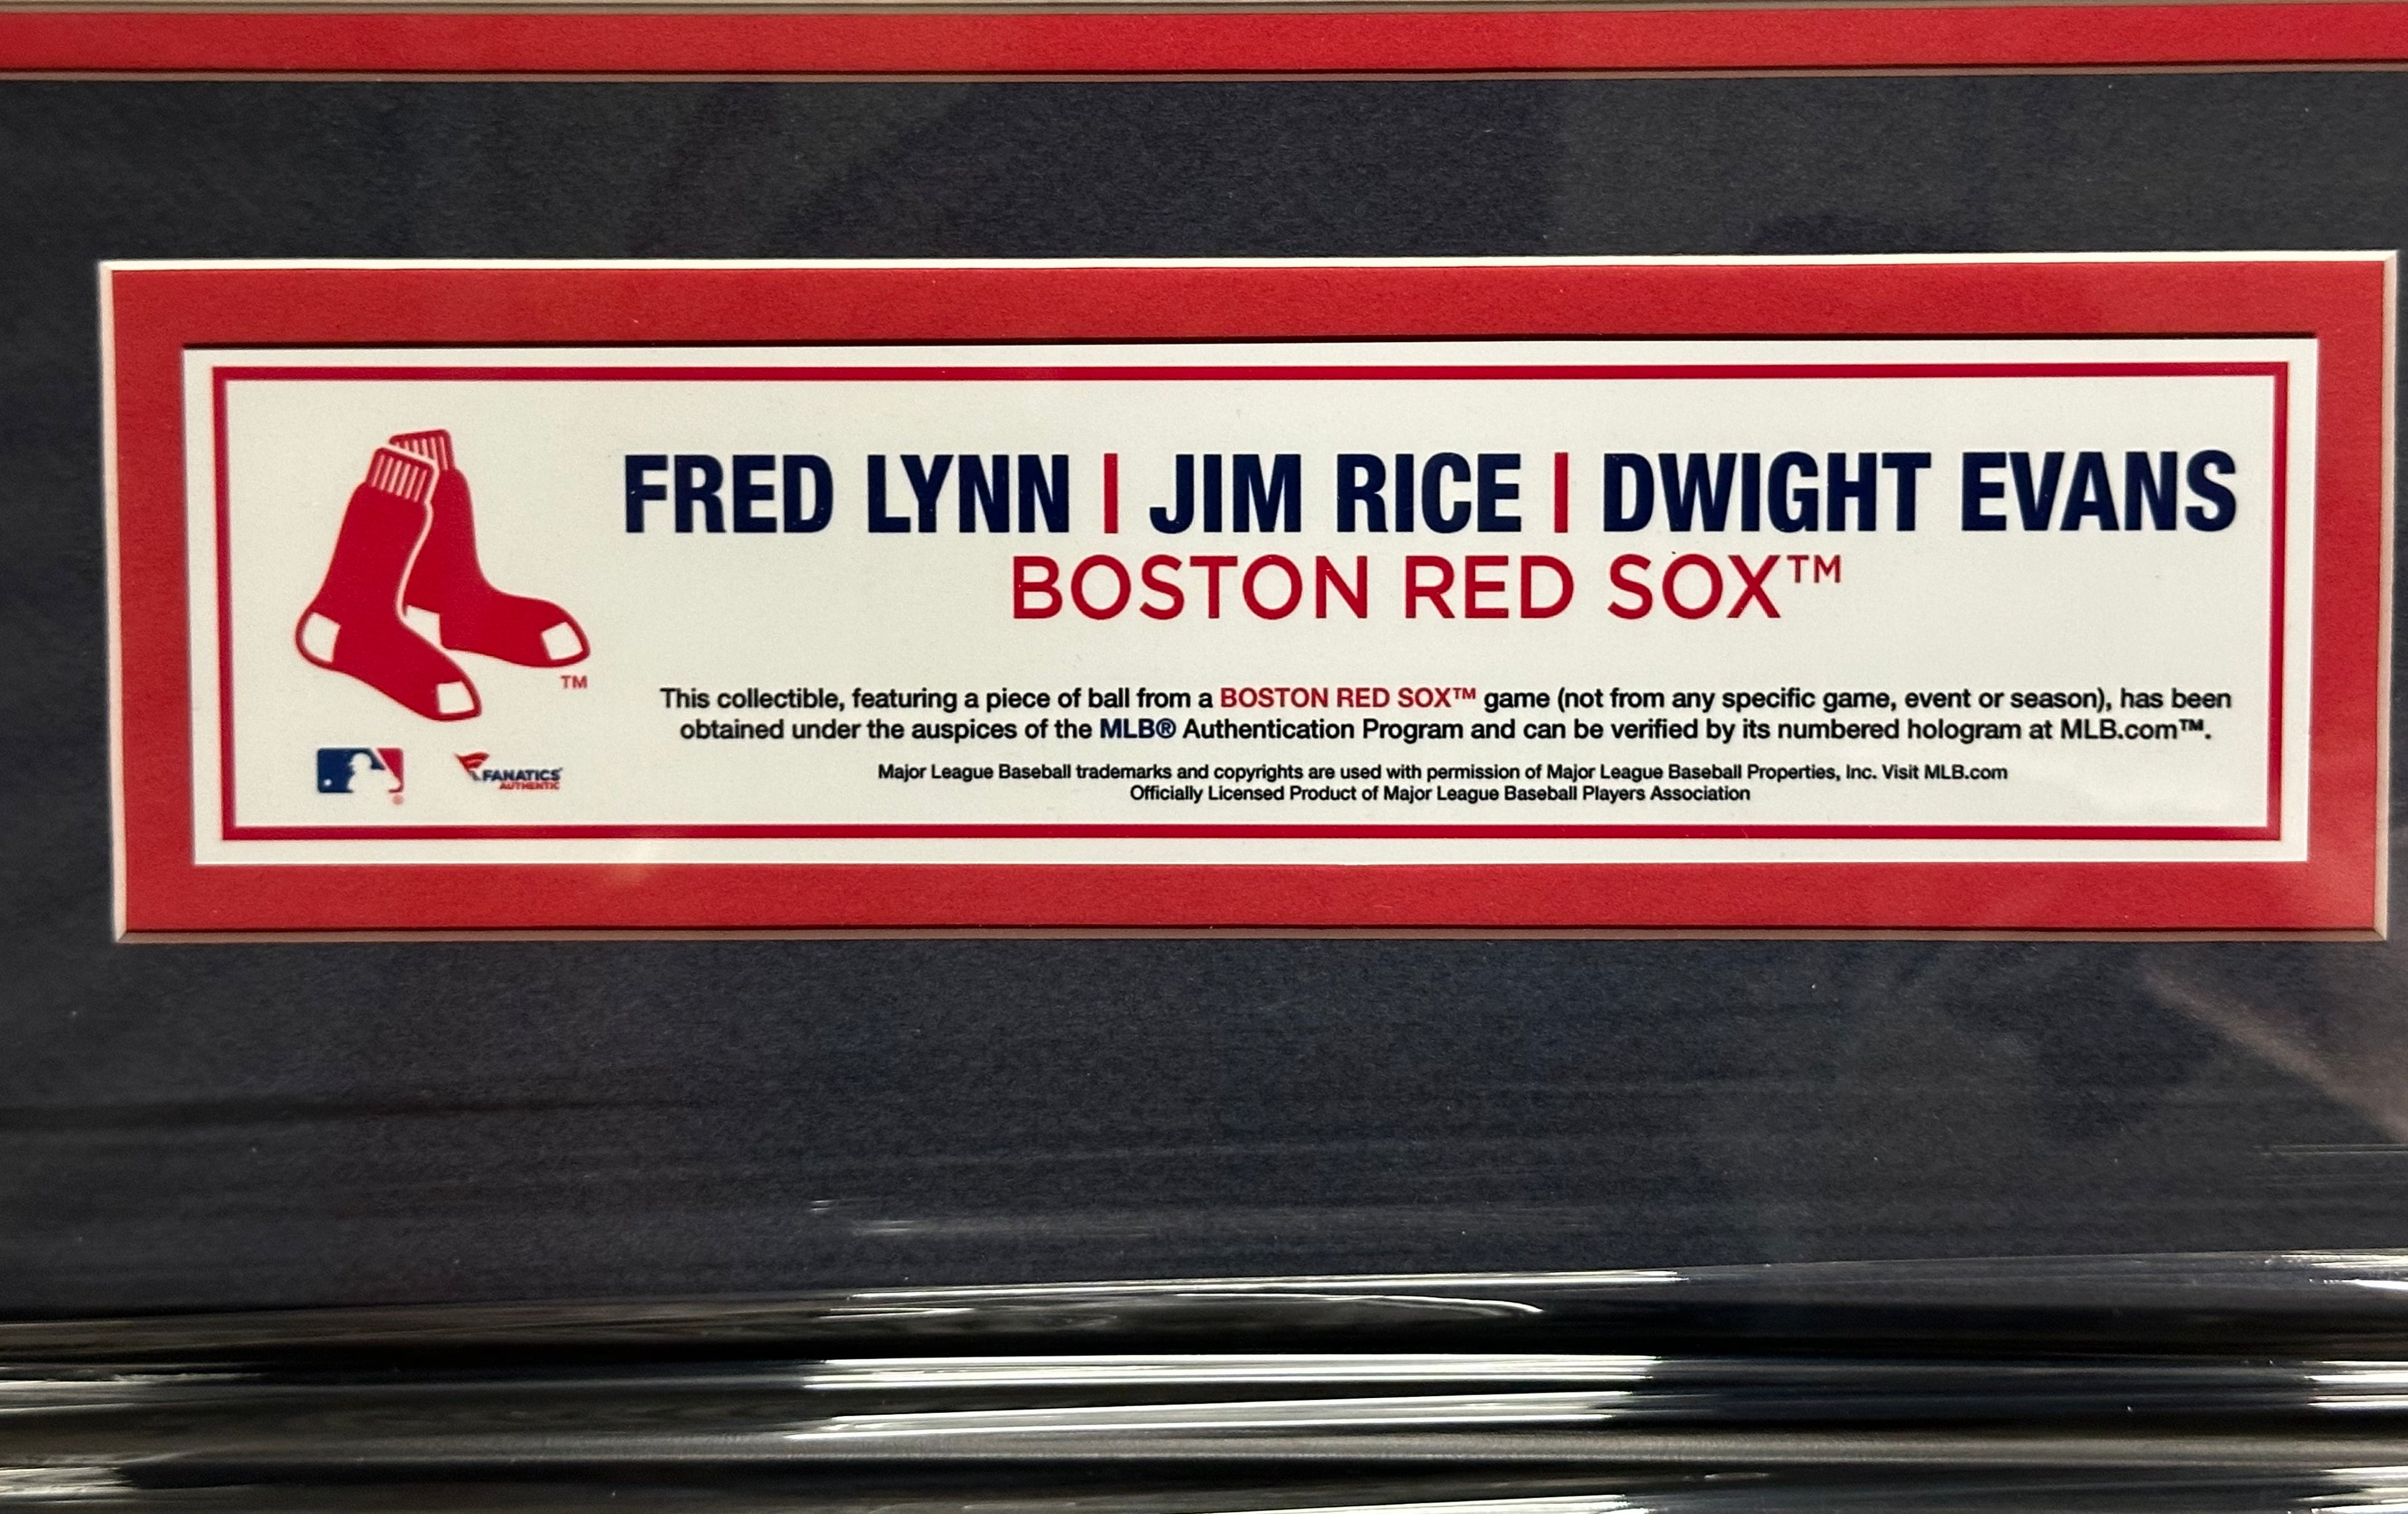 FRED LYNN | JIM RICE | DWIGHT EVANS
BOSTON RED SOX™
TM
This collectible, featuring a piece of ball from a BOSTON RED SOX™ game (not from any specific game, event or season), has been
obtained under the auspices of the MLB® Authentication Program and can be verified by its numbered hologram at MLB.com™.
®
FANATICS
AUTHENTIC
Major League Baseball trademarks and copyrights are used with permission of Major League Baseball Properties, Inc. Visit MLB.com
Officially Licensed Product of Major League Baseball Players Association